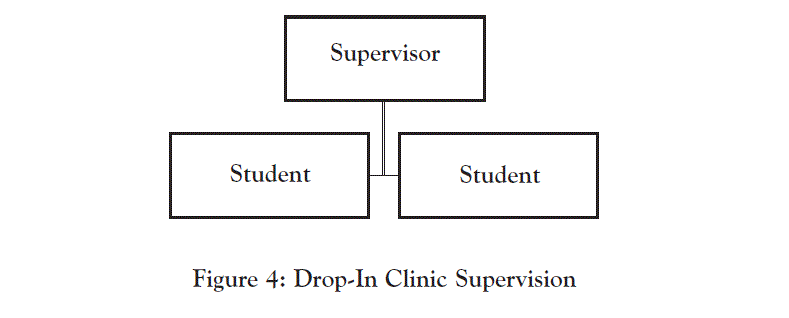 Supervisor
Student
Student
Figure 4: Drop-In Clinic Supervision